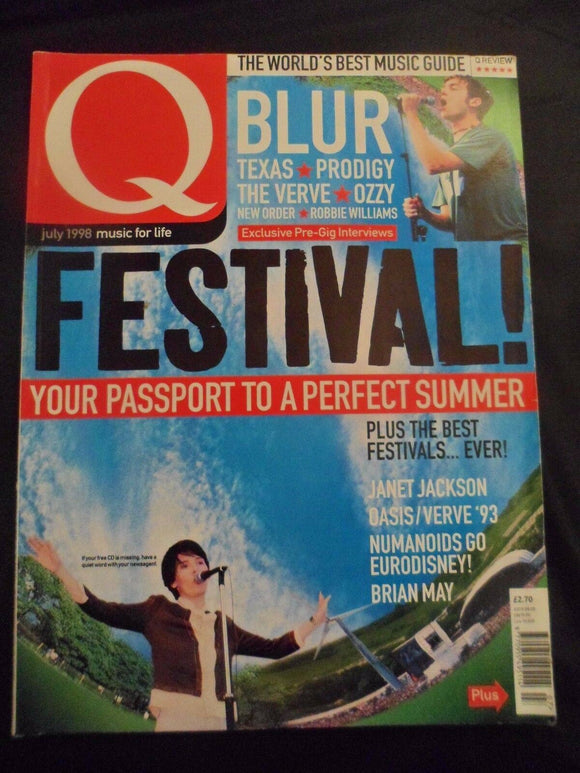 THE WORLD'S BEST MUSIC GUIDE
Q REVIEW
★★★★★
Q
july 1998 music for life
BLUR
TEXAS ★ PRODIGY
THE VERVE ★ OZZY
NEW ORDER ★ ROBBIE WILLIAMS
Exclusive Pre-Gig Interviews
FESTIVAL!
YOUR PASSPORT TO A PERFECT SUMMER
PLUS THE BEST
FESTIVALS... EVER!
JANET JACKSON
OASIS/VERVE '93
NUMANOIDS GO
EURODISNEY!
BRIAN MAY
If your free CD is missing, have a
quiet word with your newsagent
£2.70
Plus